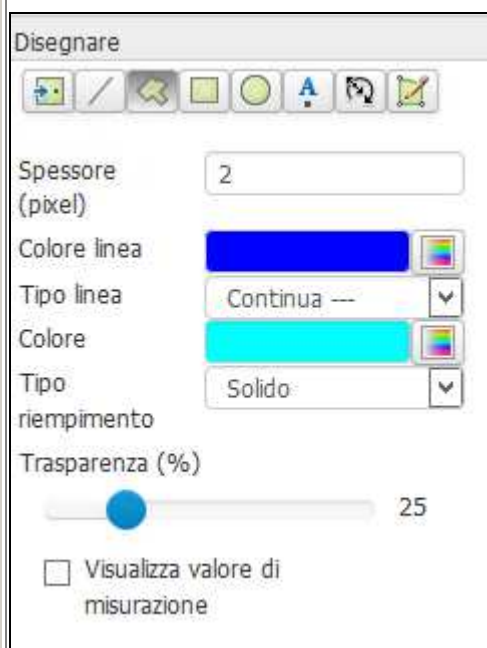 Disegnare
A
Spessore
(pixel)
2
Colore linea
Tipo linea
Continua ---
Colore
Tipo
riempimento
Solido
Trasparenza (%)
25
Visualizza valore di
misurazione